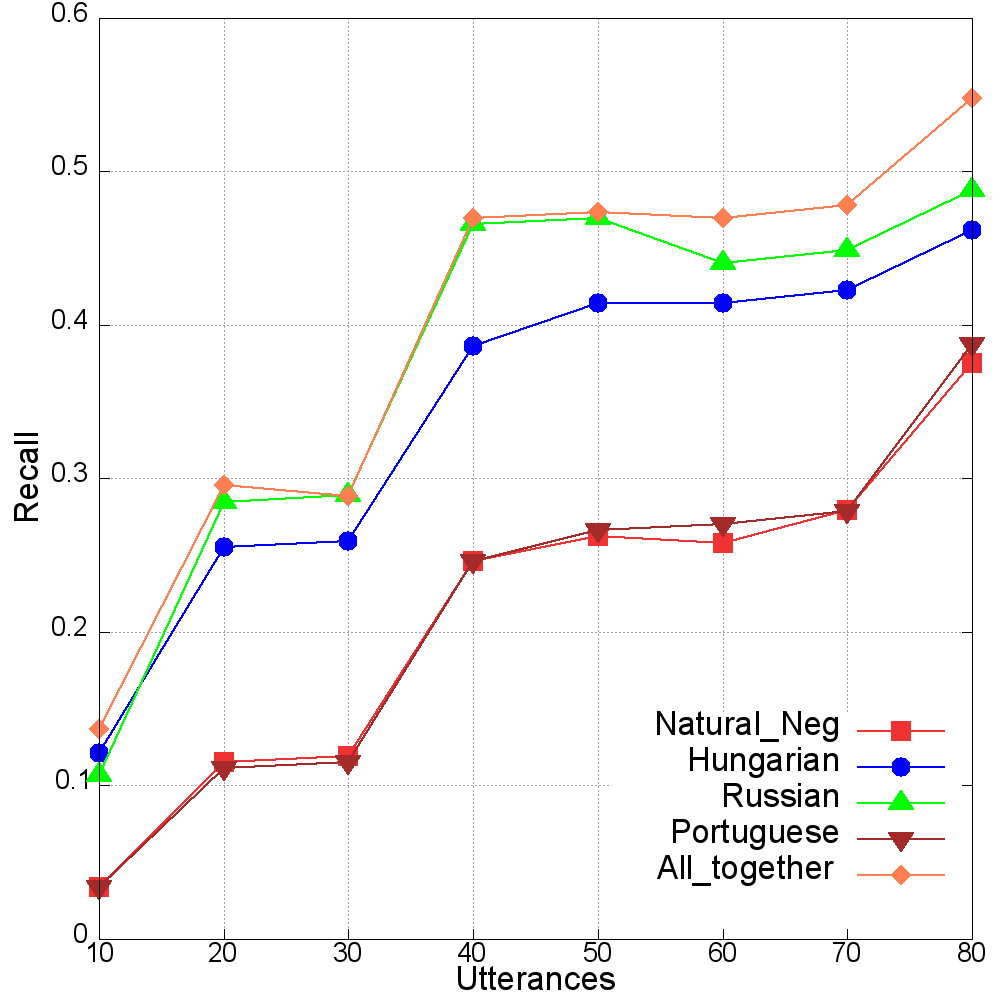 0.6
0.5
0.4
0.3
0.2
0.1
0
Recall
10 20 30 40 50 60 70 80
Utterances
Natural_Neg
Hungarian
Russian
Portuguese
All_together